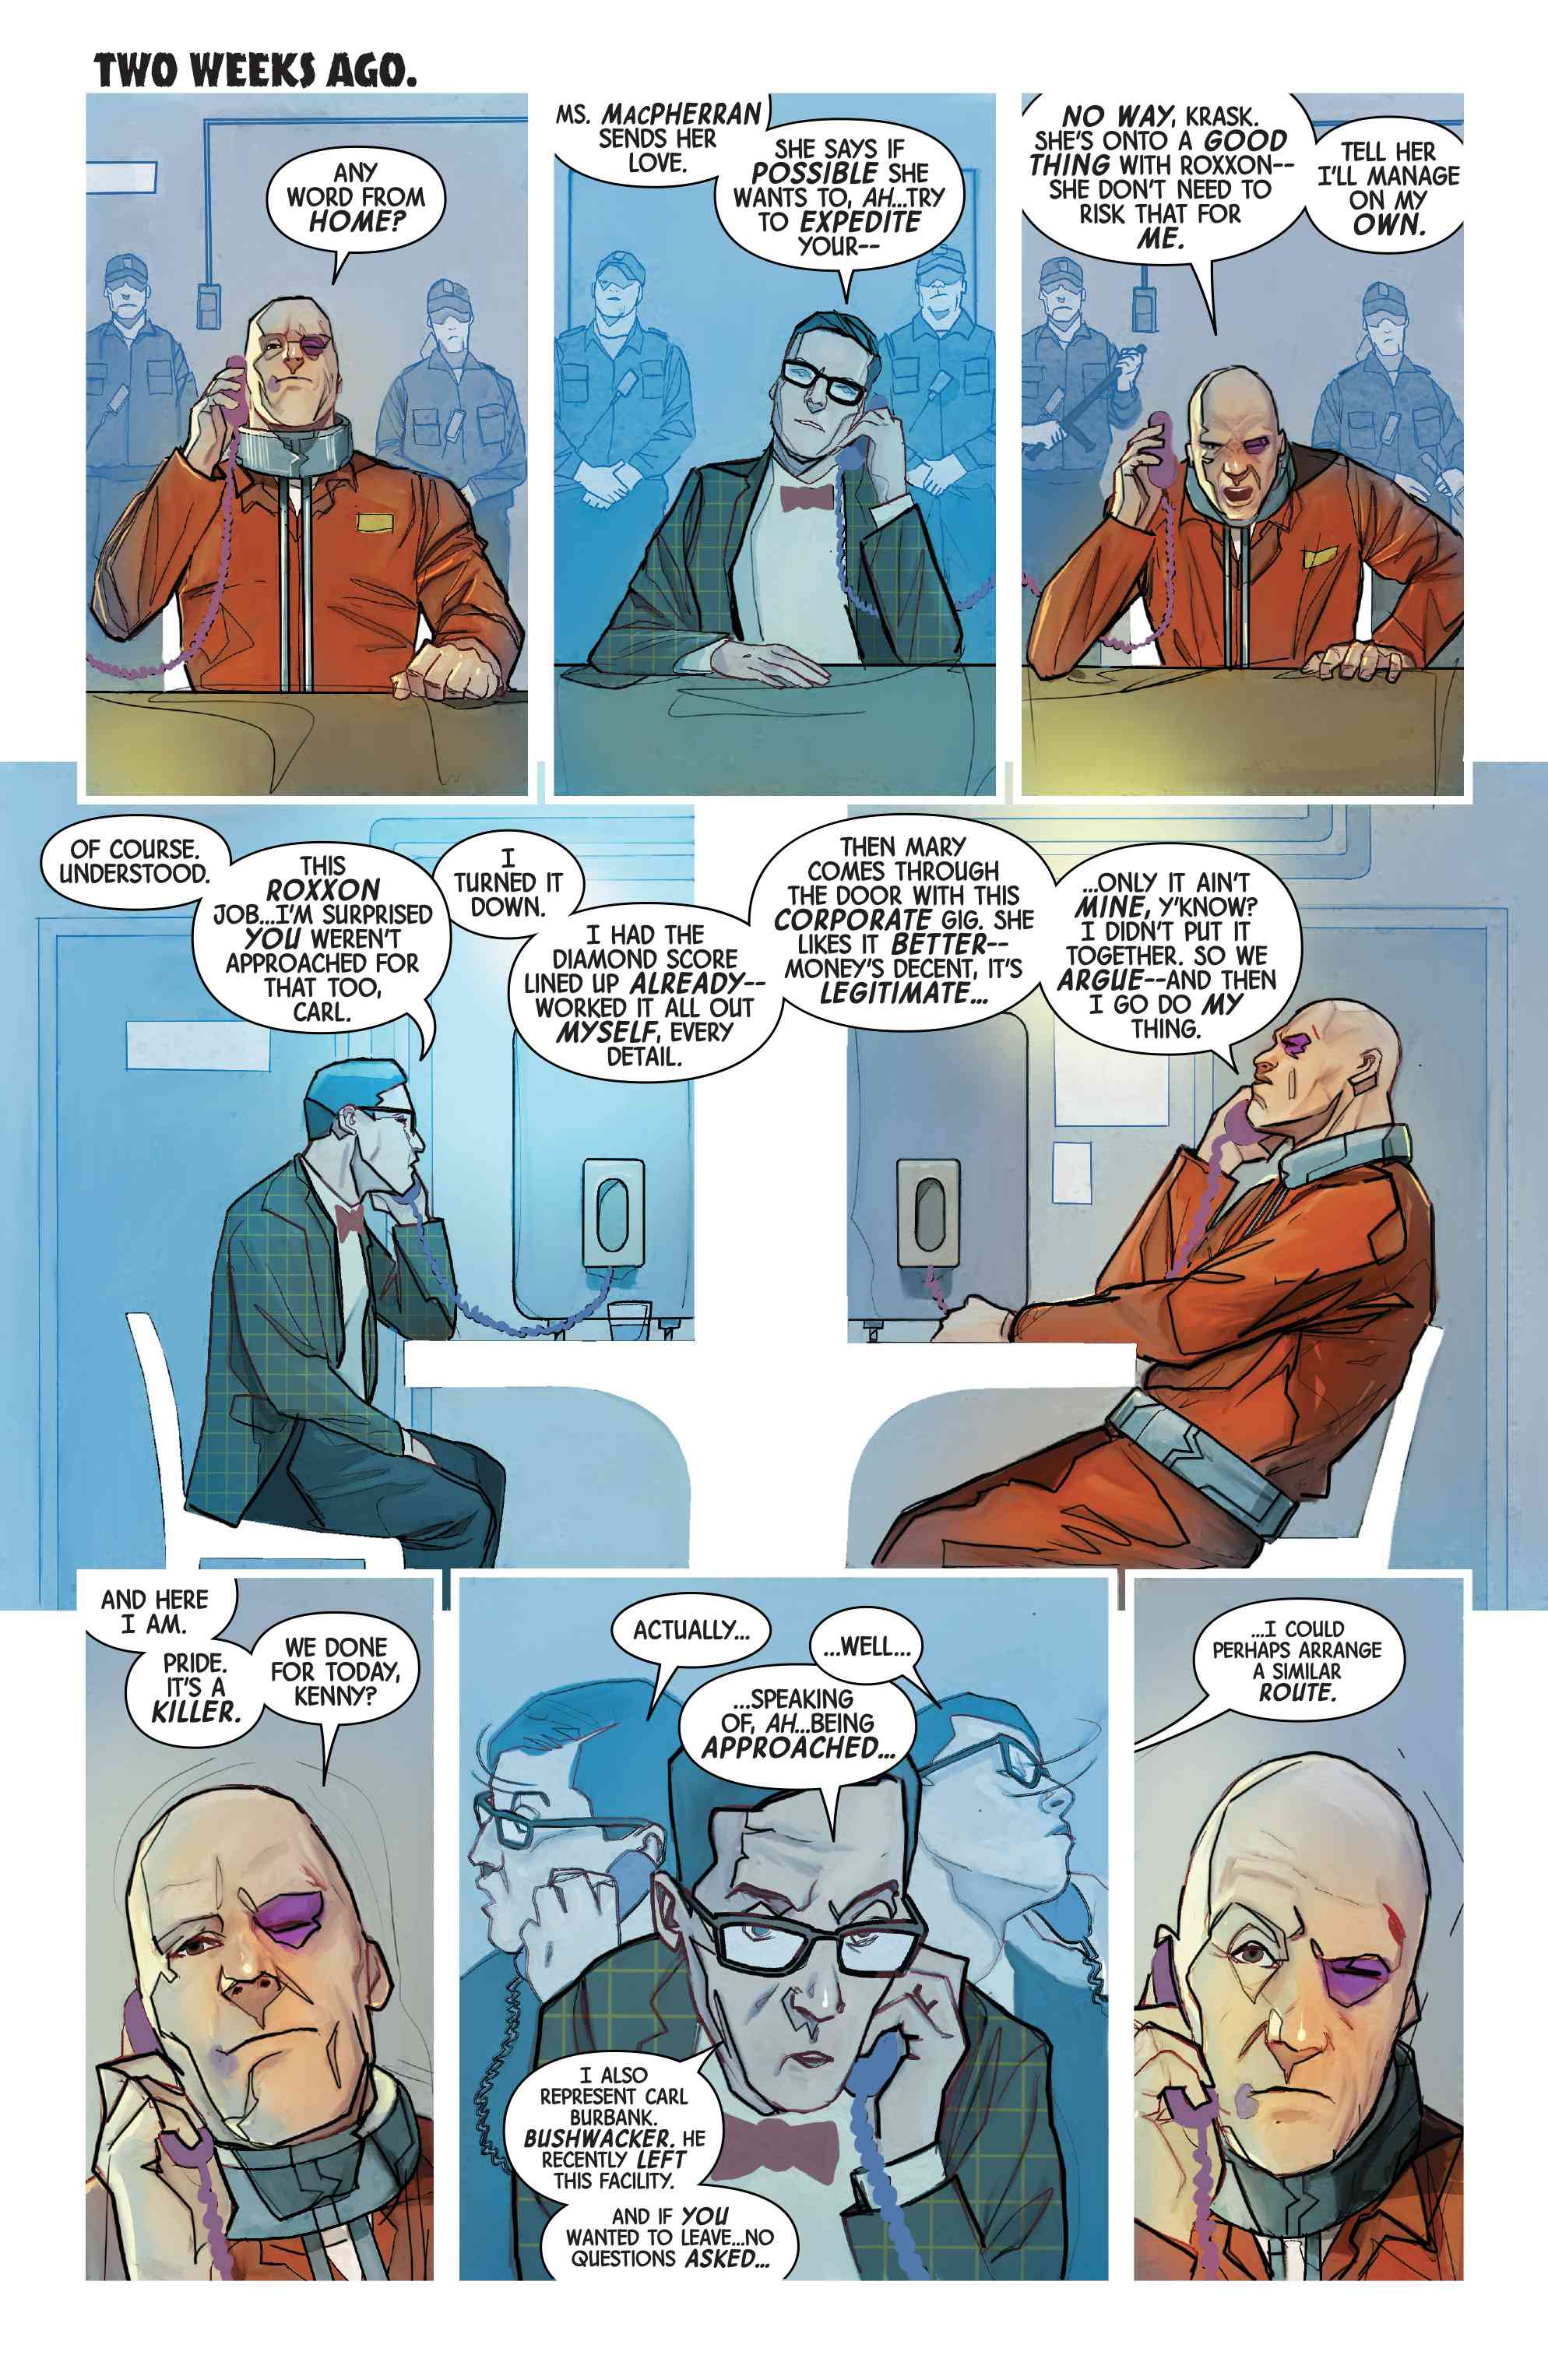 TWO WEEKS AGO.
ANY
WORD FROM
HOME?
MS. MACPHERRAN
SENDS HER
LOVE.
SHE SAYS IF
POSSIBLE SHE
WANTS TO, AH...TRY
TO EXPEDITE
YOUR--
NO WAY, KRASK.
SHE'S ONTO A GOOD
THING WITH ROXXON--
SHE DON'T NEED TO
RISK THAT FOR
ME.
TELL HER
I'LL MANAGE
ON MY
OWN.
OF COURSE.
UNDERSTOOD.
THIS
ROXXON
JOB...I'M SURPRISED
YOU WEREN'T
APPROACHED FOR
THAT TOO,
CARL.
I
TURNED IT
DOWN.
I HAD THE
DIAMOND SCORE
LINED UP ALREADY--
WORKED IT ALL OUT
MYSELF, EVERY
DETAIL.
THEN MARY
COMES THROUGH
THE DOOR WITH THIS
CORPORATE GIG. SHE
LIKES IT BETTER--
MONEY'S DECENT, IT'S
LEGITIMATE...
...ONLY IT AIN'T
MINE, Y'KNOW?
I DIDN'T PUT IT
TOGETHER. SO WE
ARGUE--AND THEN
I GO DO MY
THING.
AND HERE
I AM.
PRIDE.
IT'S A
KILLER.
WE DONE
FOR TODAY,
KENNY?
ACTUALLY...
...WELL...
...SPEAKING
OF, AH...BEING
APPROACHED...
I ALSO
REPRESENT CARL
BURBANK.
BUSHWACKER. HE
RECENTLY LEFT
THIS FACILITY.
AND IF YOU
WANTED TO LEAVE...NO
QUESTIONS ASKED...
...I COULD
PERHAPS ARRANGE
A SIMILAR
ROUTE.